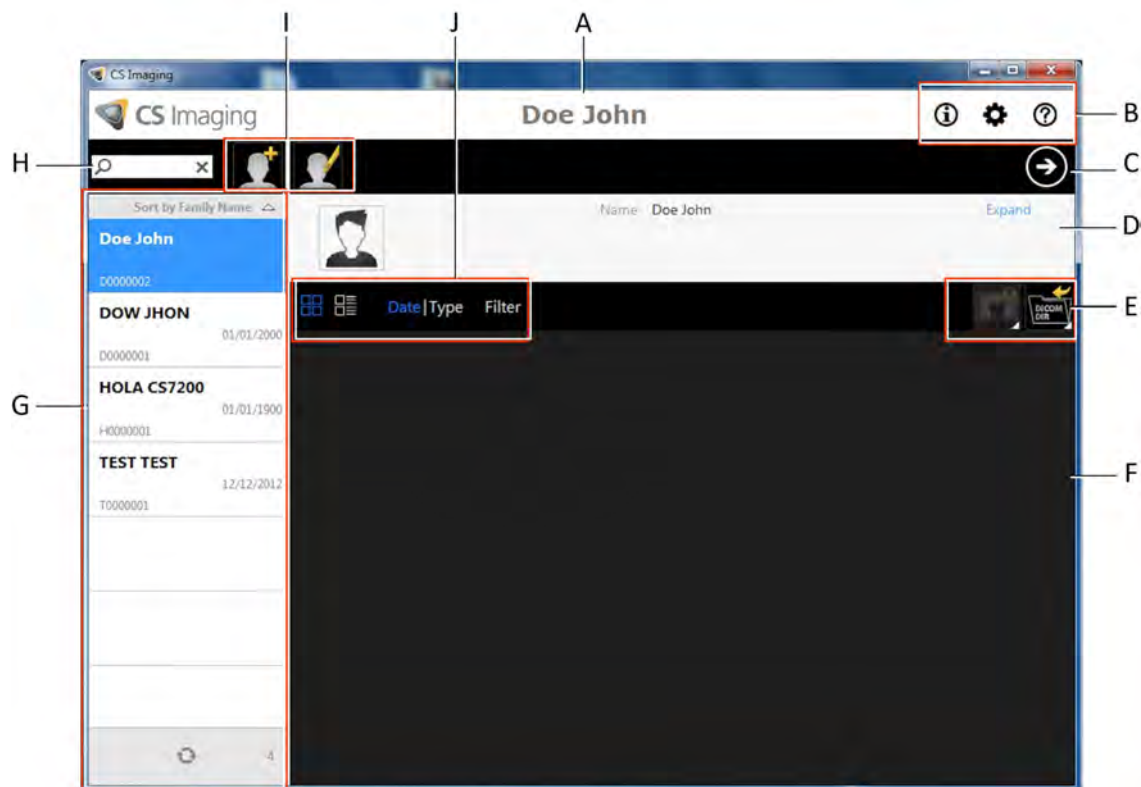 I J A
CS Imaging
CS Imaging Doe John B
H C
Sort by Family Name Name Doe John Expand D
Doe John
D0000002
Date|Type Filter DICOM DIR E
DOW JHON
01/01/2000
D0000001
HOLA CS7200
G
01/01/1900
H0000001
TEST TEST
F
12/12/2012
T0000001
4